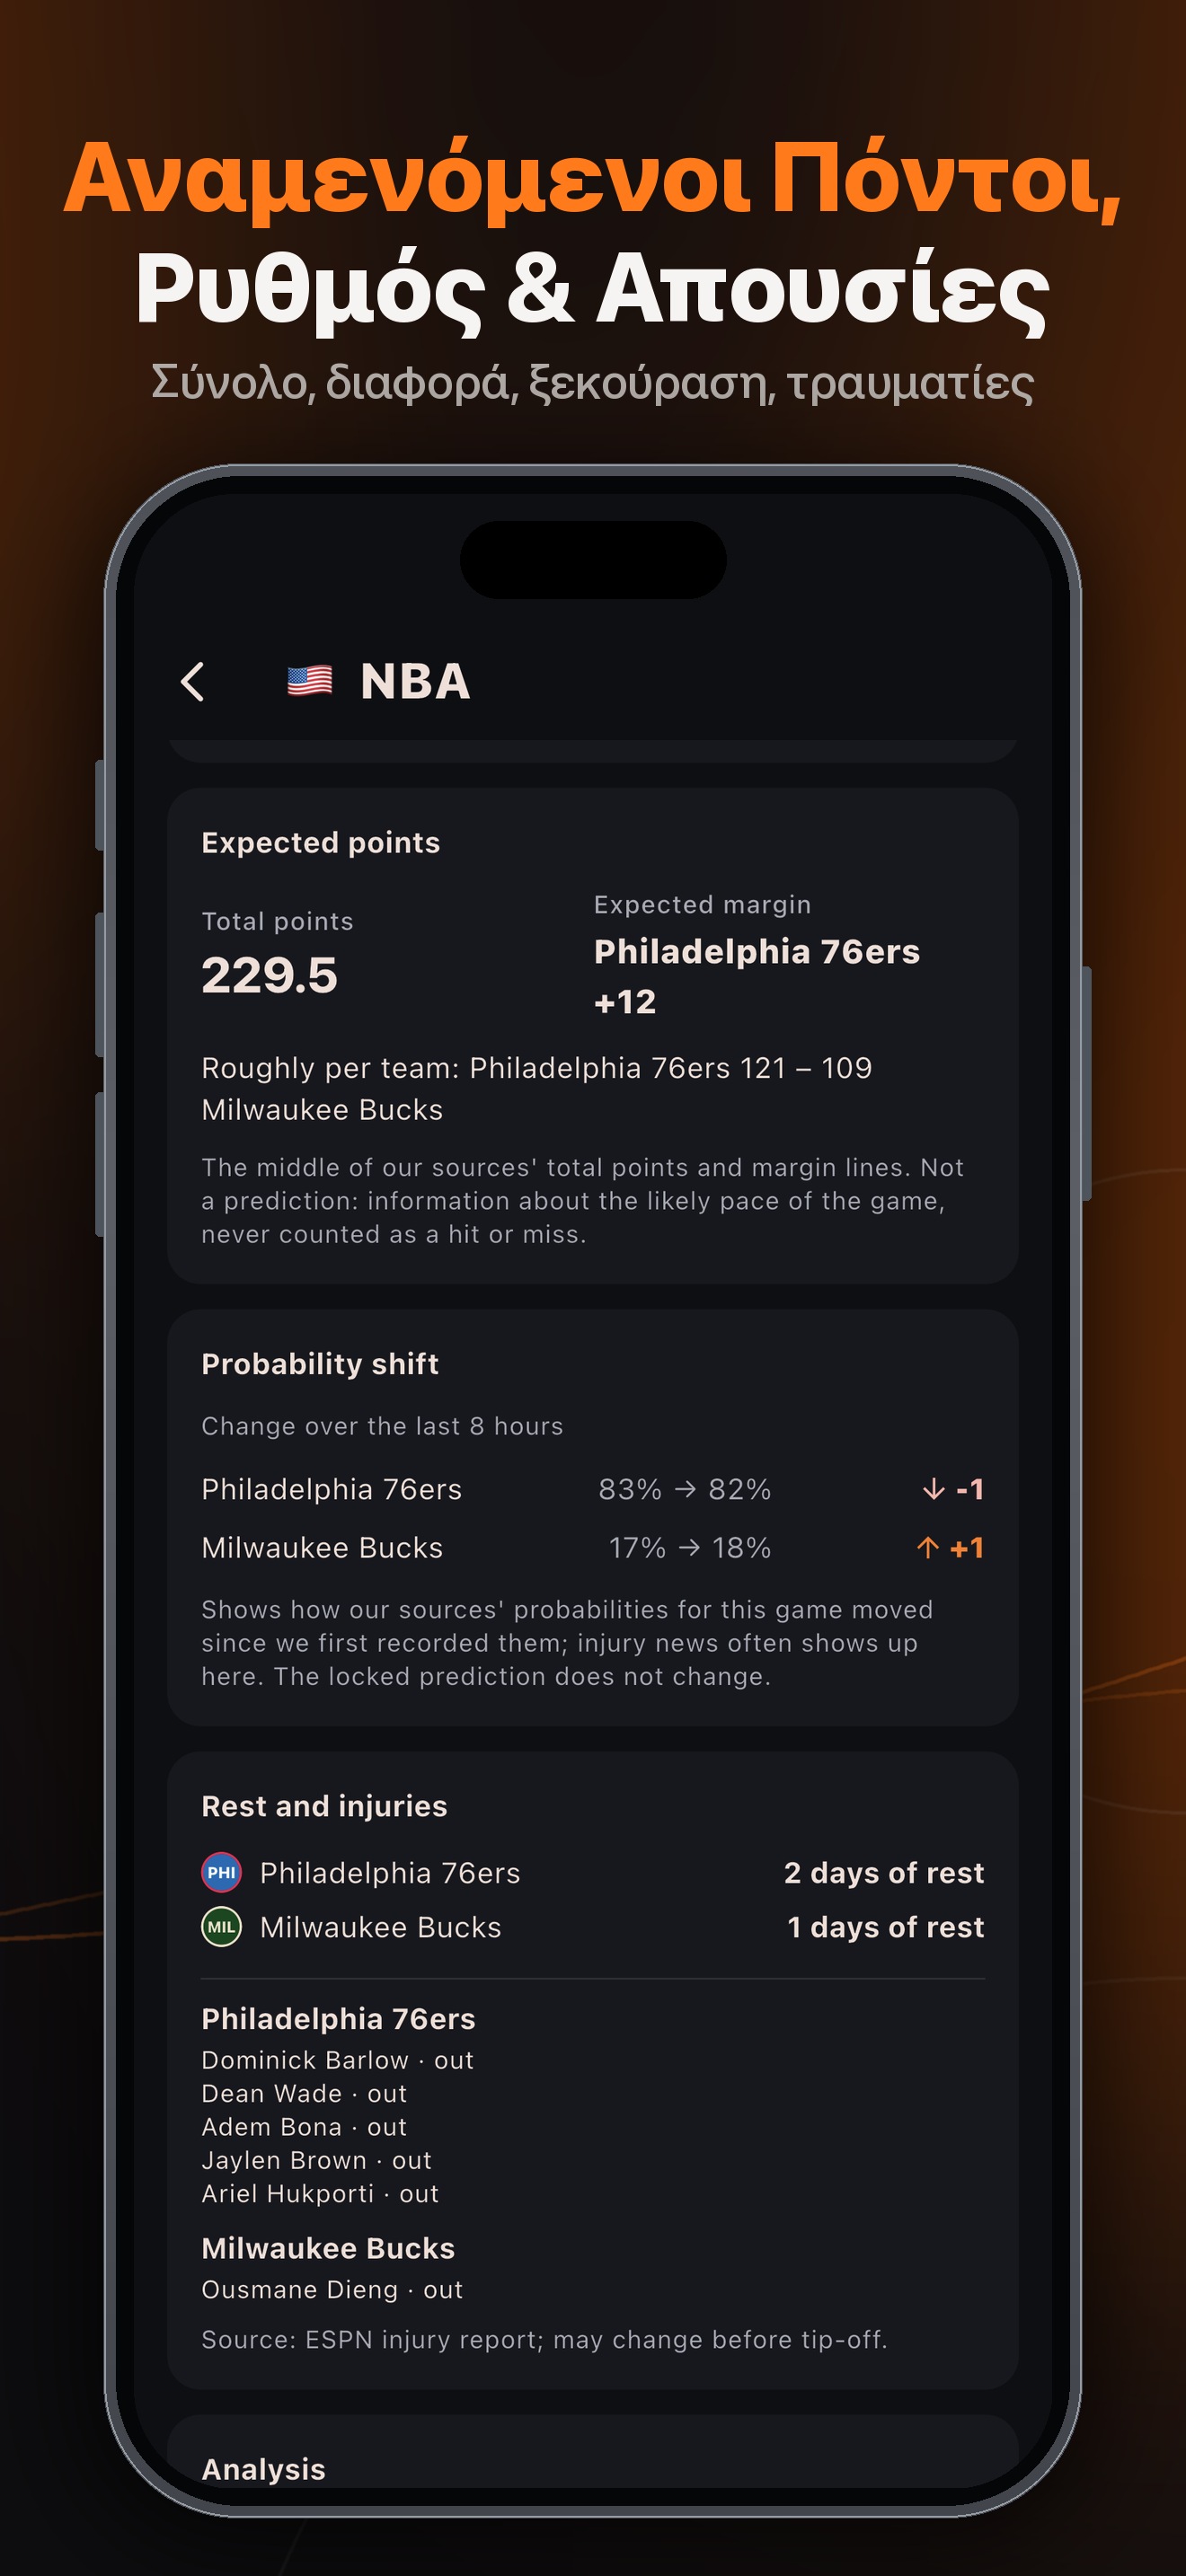 Αναμενόμενοι Πόντοι,
Ρυθμός & Απουσίες
Σύνολο, διαφορά, ξεκούραση, τραυματίες
NBA
Expected points
Total points
229.5
Expected margin
Philadelphia 76ers
+12
Roughly per team: Philadelphia 76ers 121 – 109
Milwaukee Bucks
The middle of our sources' total points and margin lines. Not
a prediction: information about the likely pace of the game,
never counted as a hit or miss.
Probability shift
Change over the last 8 hours
Philadelphia 76ers 83% → 82% ↓ -1
Milwaukee Bucks 17% → 18% ↑ +1
Shows how our sources' probabilities for this game moved
since we first recorded them; injury news often shows up
here. The locked prediction does not change.
Rest and injuries
PHI Philadelphia 76ers 2 days of rest
MIL Milwaukee Bucks 1 days of rest
Philadelphia 76ers
Dominick Barlow · out
Dean Wade · out
Adem Bona · out
Jaylen Brown · out
Ariel Hukporti · out
Milwaukee Bucks
Ousmane Dieng · out
Source: ESPN injury report; may change before tip-off.
Analysis